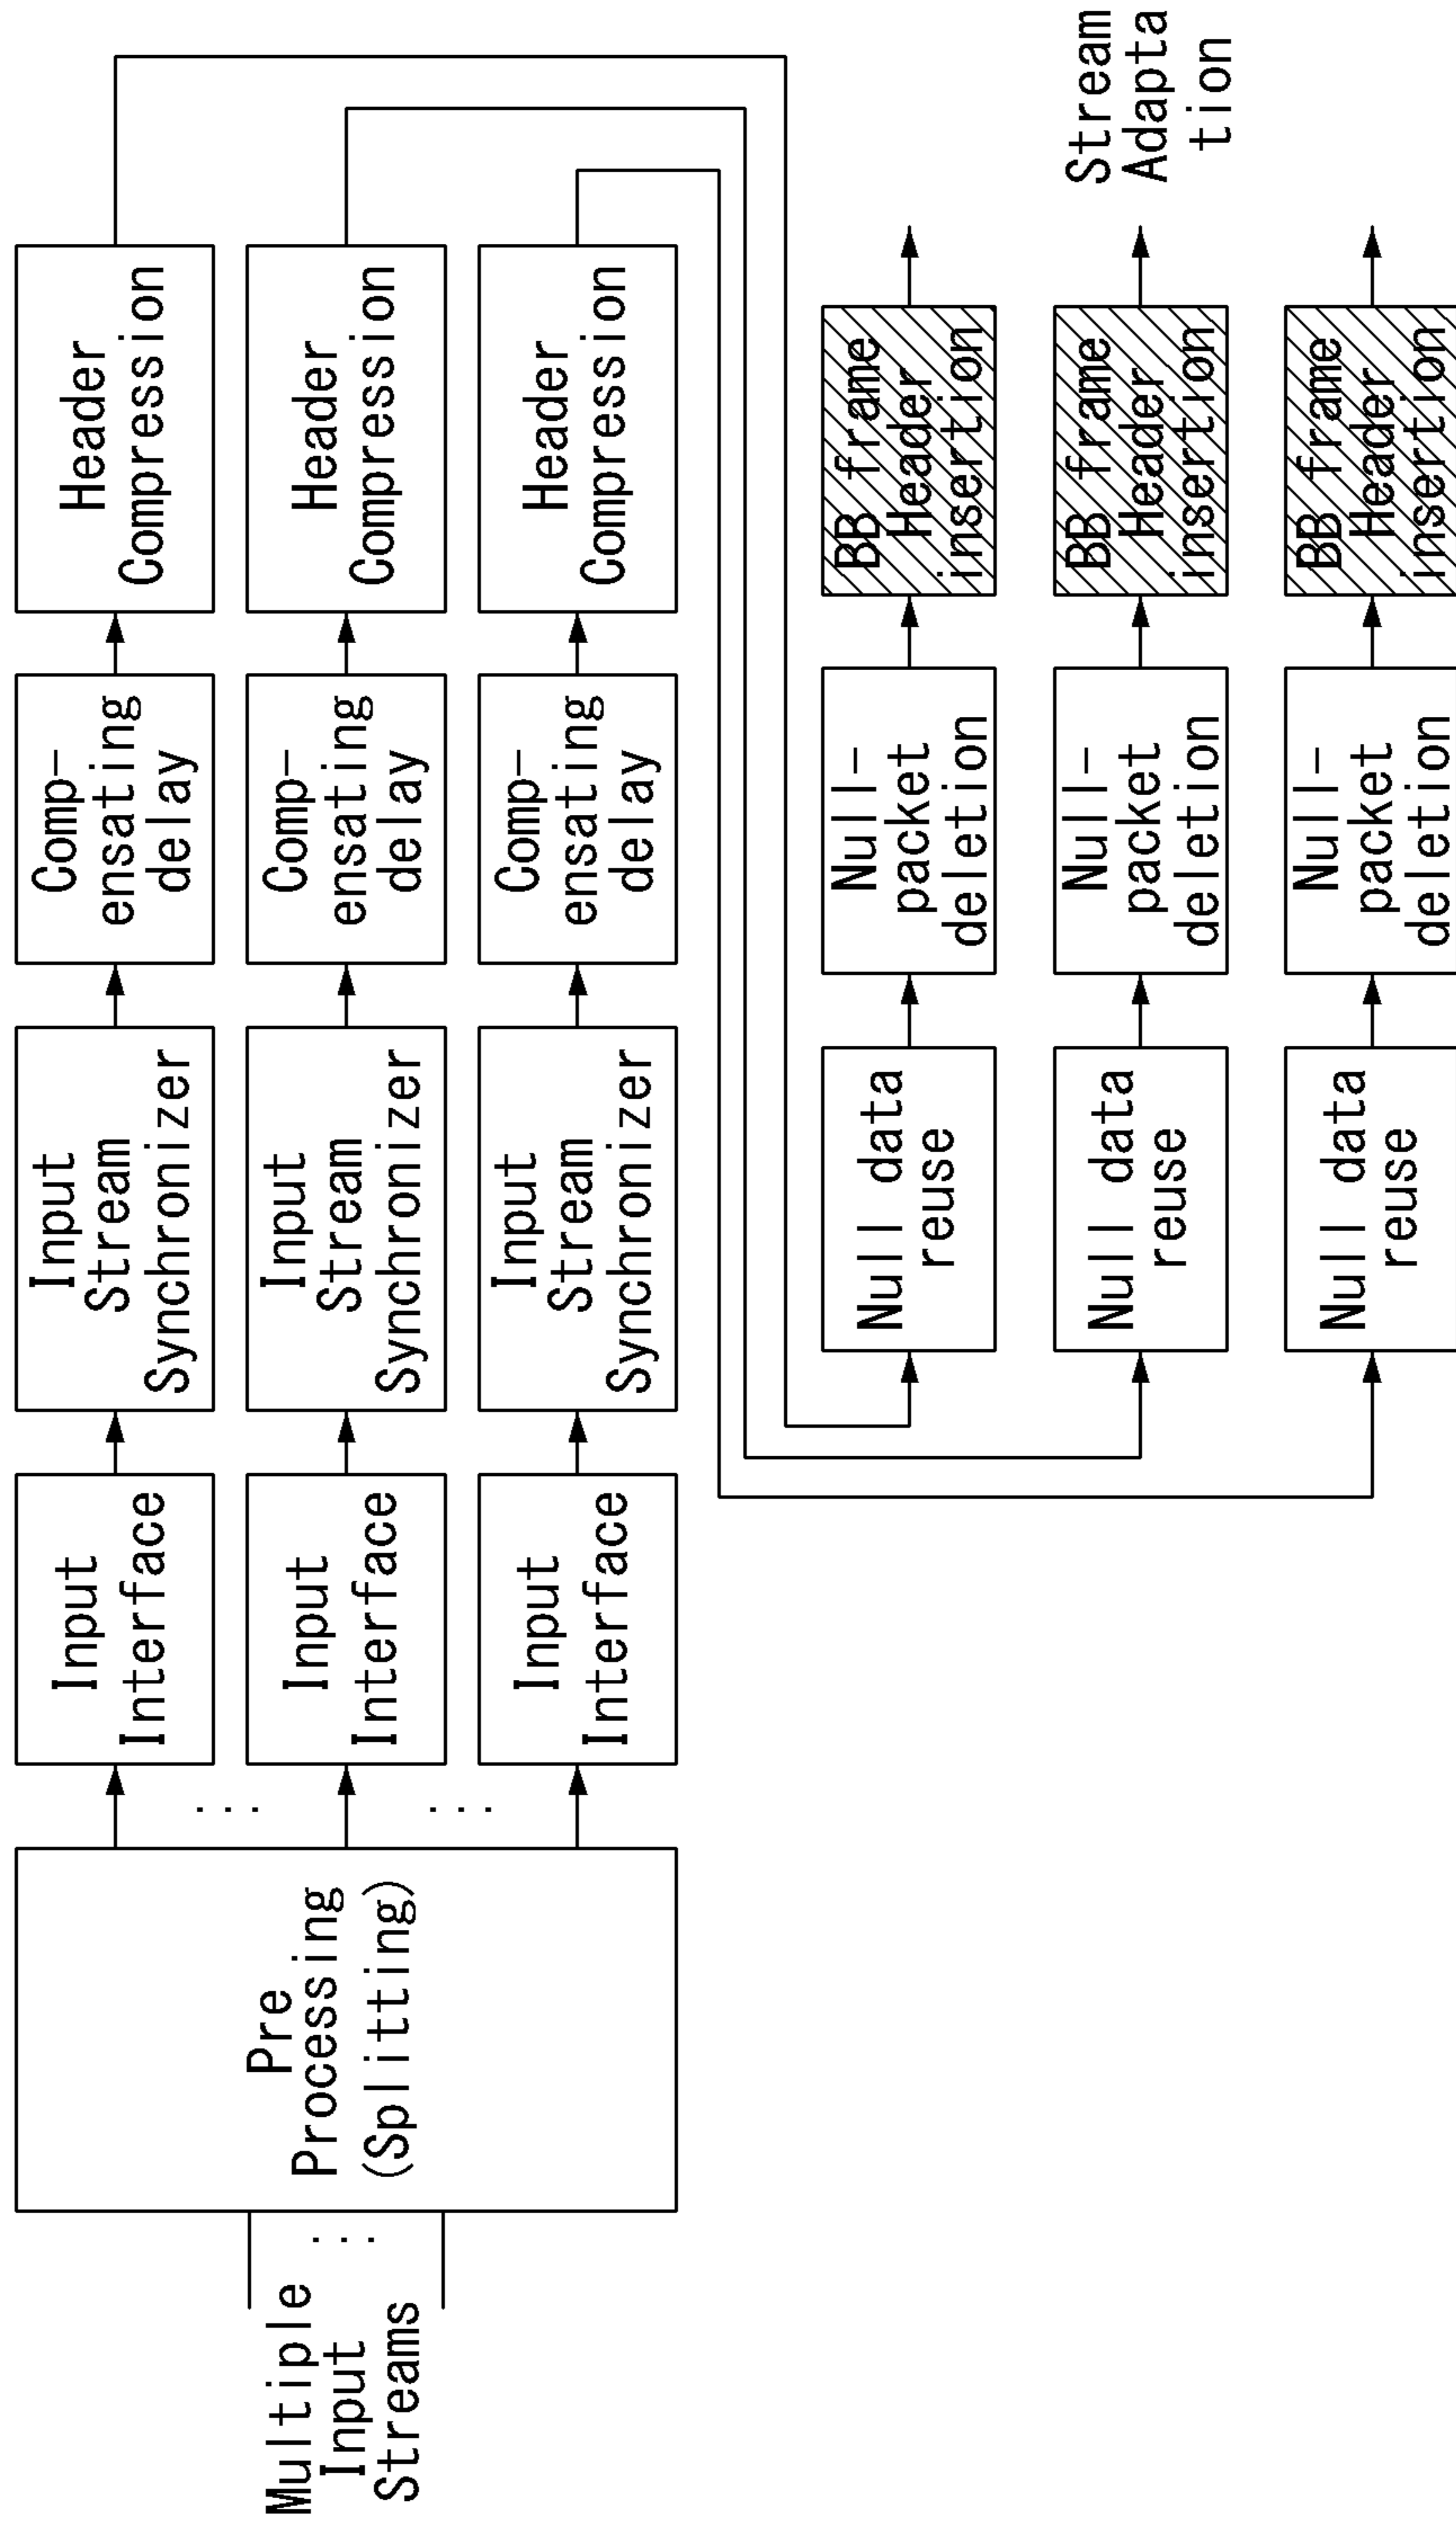 Multiple
Input
Streams
...
Pre
Processing
(Splitting)
...
...
Input
Interface
Input
Stream
Synchronizer
Comp-
ensating
delay
Header
Compression
Input
Interface
Input
Stream
Synchronizer
Comp-
ensating
delay
Header
Compression
Input
Interface
Input
Stream
Synchronizer
Comp-
ensating
delay
Header
Compression
Null data
reuse
Null-
packet
deletion
BB frame
Header
insertion
Null data
reuse
Null-
packet
deletion
BB frame
Header
insertion
Null data
reuse
Null-
packet
deletion
BB frame
Header
insertion
Stream
Adapta
tion